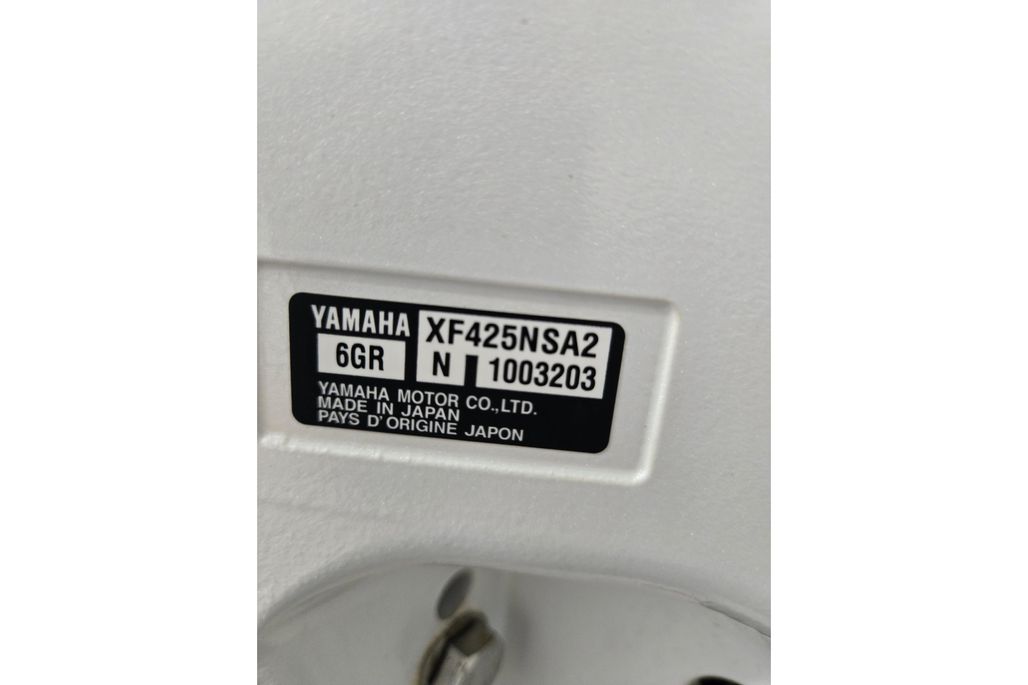 YAMAHA XF425NSA2
6GR N 1003203
YAMAHA MOTOR CO.,LTD.
MADE IN JAPAN
PAYS D'ORIGINE JAPON